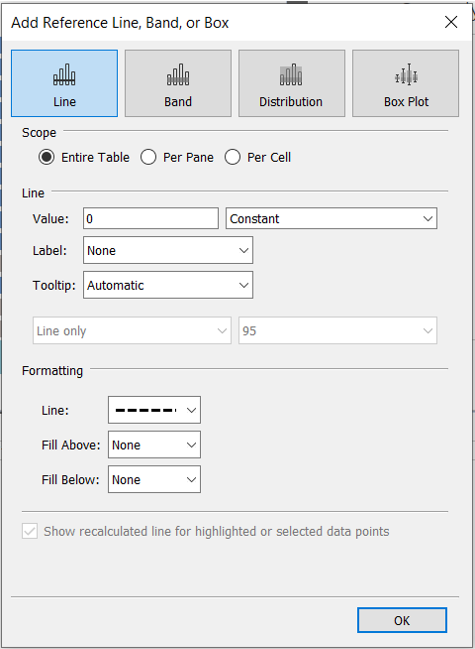 Add Reference Line, Band, or Box
Line
Band
Distribution
Box Plot
Scope
Entire Table
Per Pane
Per Cell
Line
Value: 0 Constant
Label: None
Tooltip: Automatic
Line only 95
Formatting
Line:
Fill Above: None
Fill Below: None
Show recalculated line for highlighted or selected data points
OK